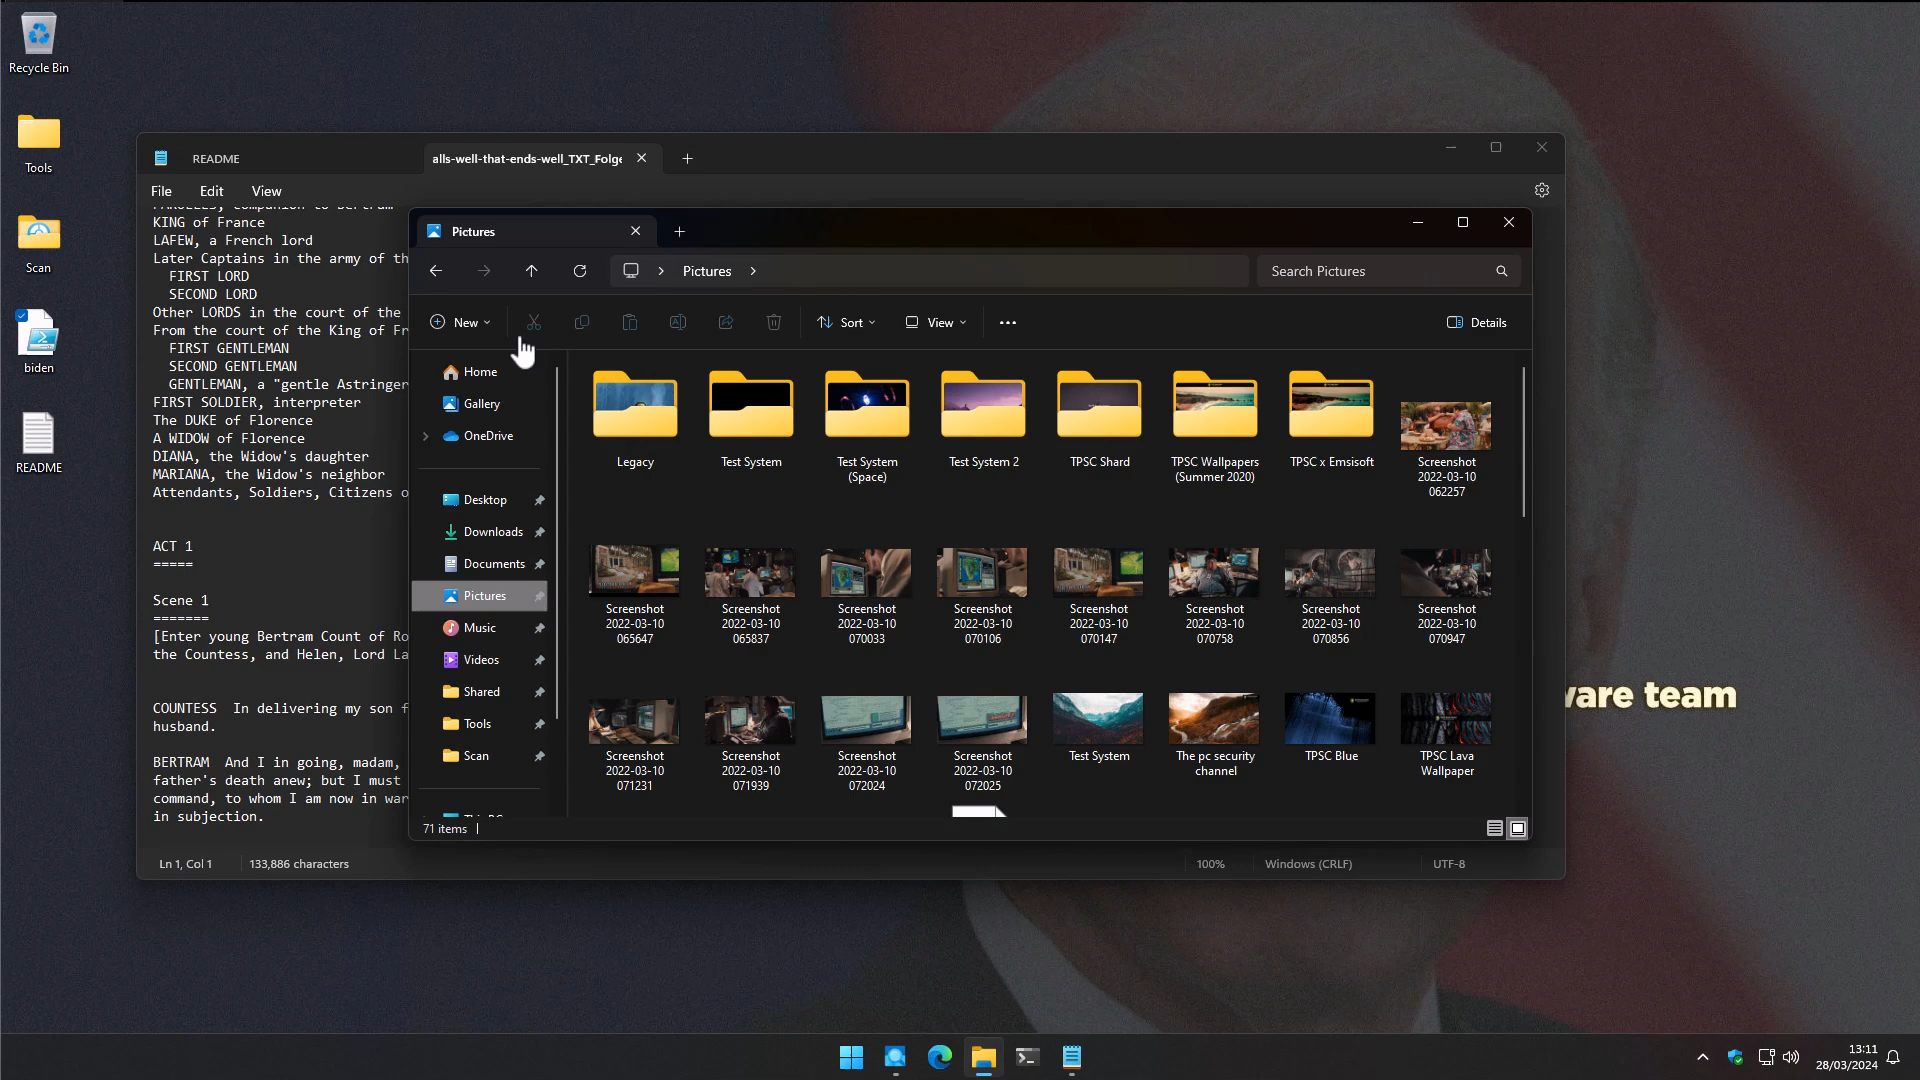 Recycle Bin
Tools
Scan
biden
README
README
alls-well-that-ends-well_TXT_Folge
File Edit View
KING of France
LAFEW, a French lord
Later Captains in the army of th
FIRST LORD
SECOND LORD
Other LORDS in the court of the
From the court of the King of Fr
FIRST GENTLEMAN
SECOND GENTLEMAN
GENTLEMAN, a "gentle Astringer
FIRST SOLDIER, interpreter
The DUKE of Florence
A WIDOW of Florence
DIANA, the Widow's daughter
MARIANA, the Widow's neighbor
Attendants, Soldiers, Citizens o
ACT 1
=====
Scene 1
=======
[Enter young Bertram Count of Ro
the Countess, and Helen, Lord La
COUNTESS  In delivering my son f
husband.
BERTRAM  And I in going, madam,
father's death anew; but I must
command, to whom I am now in war
in subjection.
Ln 1, Col 1
133,886 characters
100%
Windows (CRLF)
UTF-8
Pictures
Pictures
Search Pictures
New
Sort
View
Details
Home
Gallery
OneDrive
Desktop
Downloads
Documents
Pictures
Music
Videos
Shared
Tools
Scan
Legacy
Test System
Test System
(Space)
Test System 2
TPSC Shard
TPSC Wallpapers
(Summer 2020)
TPSC x Emsisoft
Screenshot
2022-03-10
062257
Screenshot
2022-03-10
065647
Screenshot
2022-03-10
065837
Screenshot
2022-03-10
070033
Screenshot
2022-03-10
070106
Screenshot
2022-03-10
070147
Screenshot
2022-03-10
070758
Screenshot
2022-03-10
070856
Screenshot
2022-03-10
070947
Screenshot
2022-03-10
071231
Screenshot
2022-03-10
071939
Screenshot
2022-03-10
072024
Screenshot
2022-03-10
072025
Test System
The pc security
channel
TPSC Blue
TPSC Lava
Wallpaper
71 items
ware team
13:11
28/03/2024